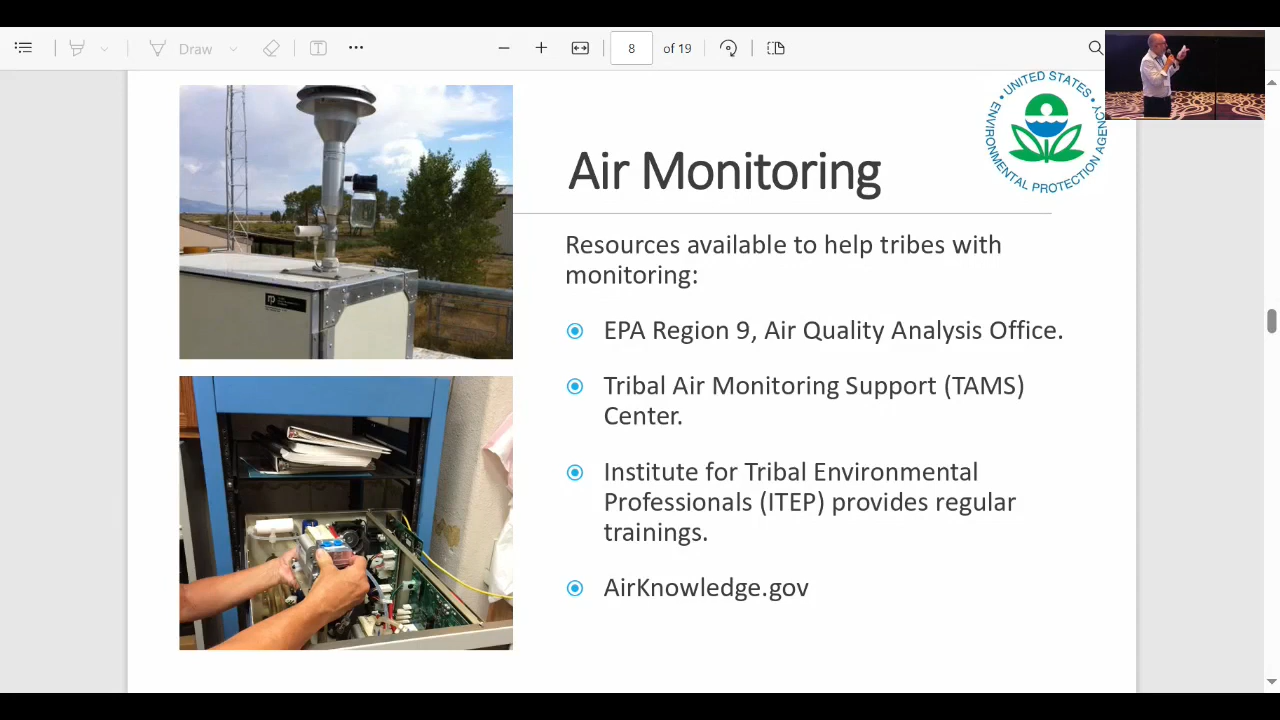 Draw
8 of 19
UNITED STATES
ENVIRONMENTAL PROTECTION AGENCY
Air Monitoring
Resources available to help tribes with
monitoring:
EPA Region 9, Air Quality Analysis Office.
Tribal Air Monitoring Support (TAMS)
Center.
Institute for Tribal Environmental
Professionals (ITEP) provides regular
trainings.
AirKnowledge.gov